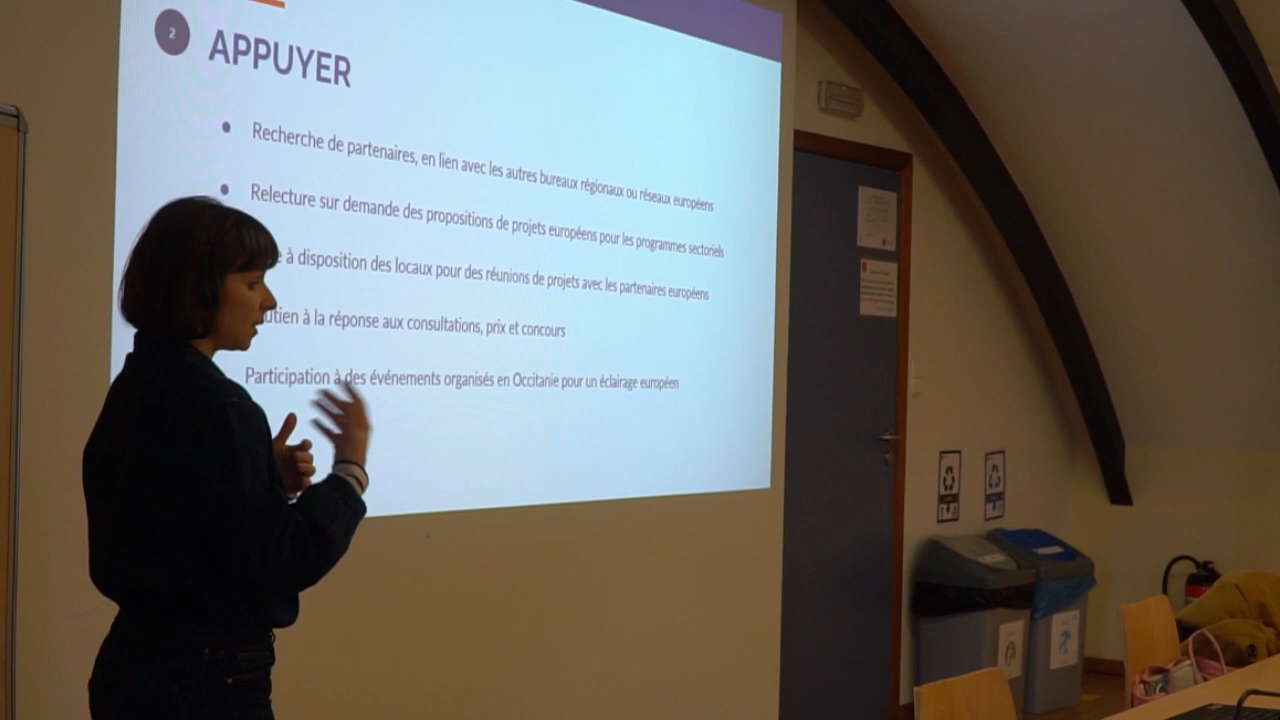 2
APPUYER
Recherche de partenaires, en lien avec les autres bureaux régionaux ou réseaux européens
Relecture sur demande des propositions de projets européens pour les programmes sectoriels
à disposition des locaux pour des réunions de projets avec les partenaires européens
utien à la réponse aux consultations, prix et concours
Participation à des événements organisés en Occitanie pour un éclairage européen